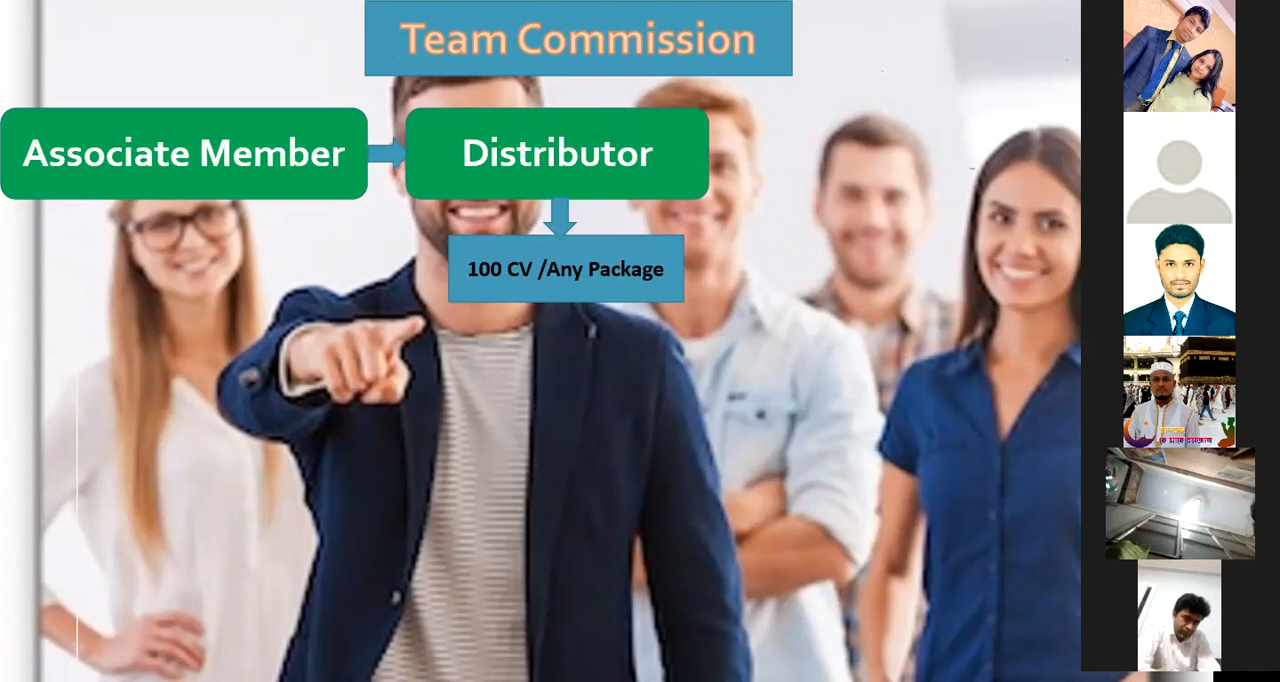 Team Commission
Associate Member
Distributor
100 CV /Any Package